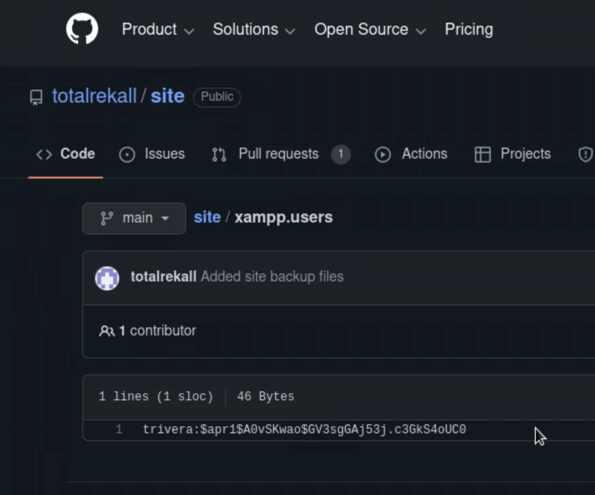 Product Solutions Open Source Pricing
totalrekall / site Public
Code Issues Pull requests 1 Actions Projects
main site / xampp.users
totalrekall Added site backup files
1 contributor
1 lines (1 sloc) 46 Bytes
1 trivera:$apr1$A0vSKwao$GV3sgGAj53j.c3GkS4oUC0